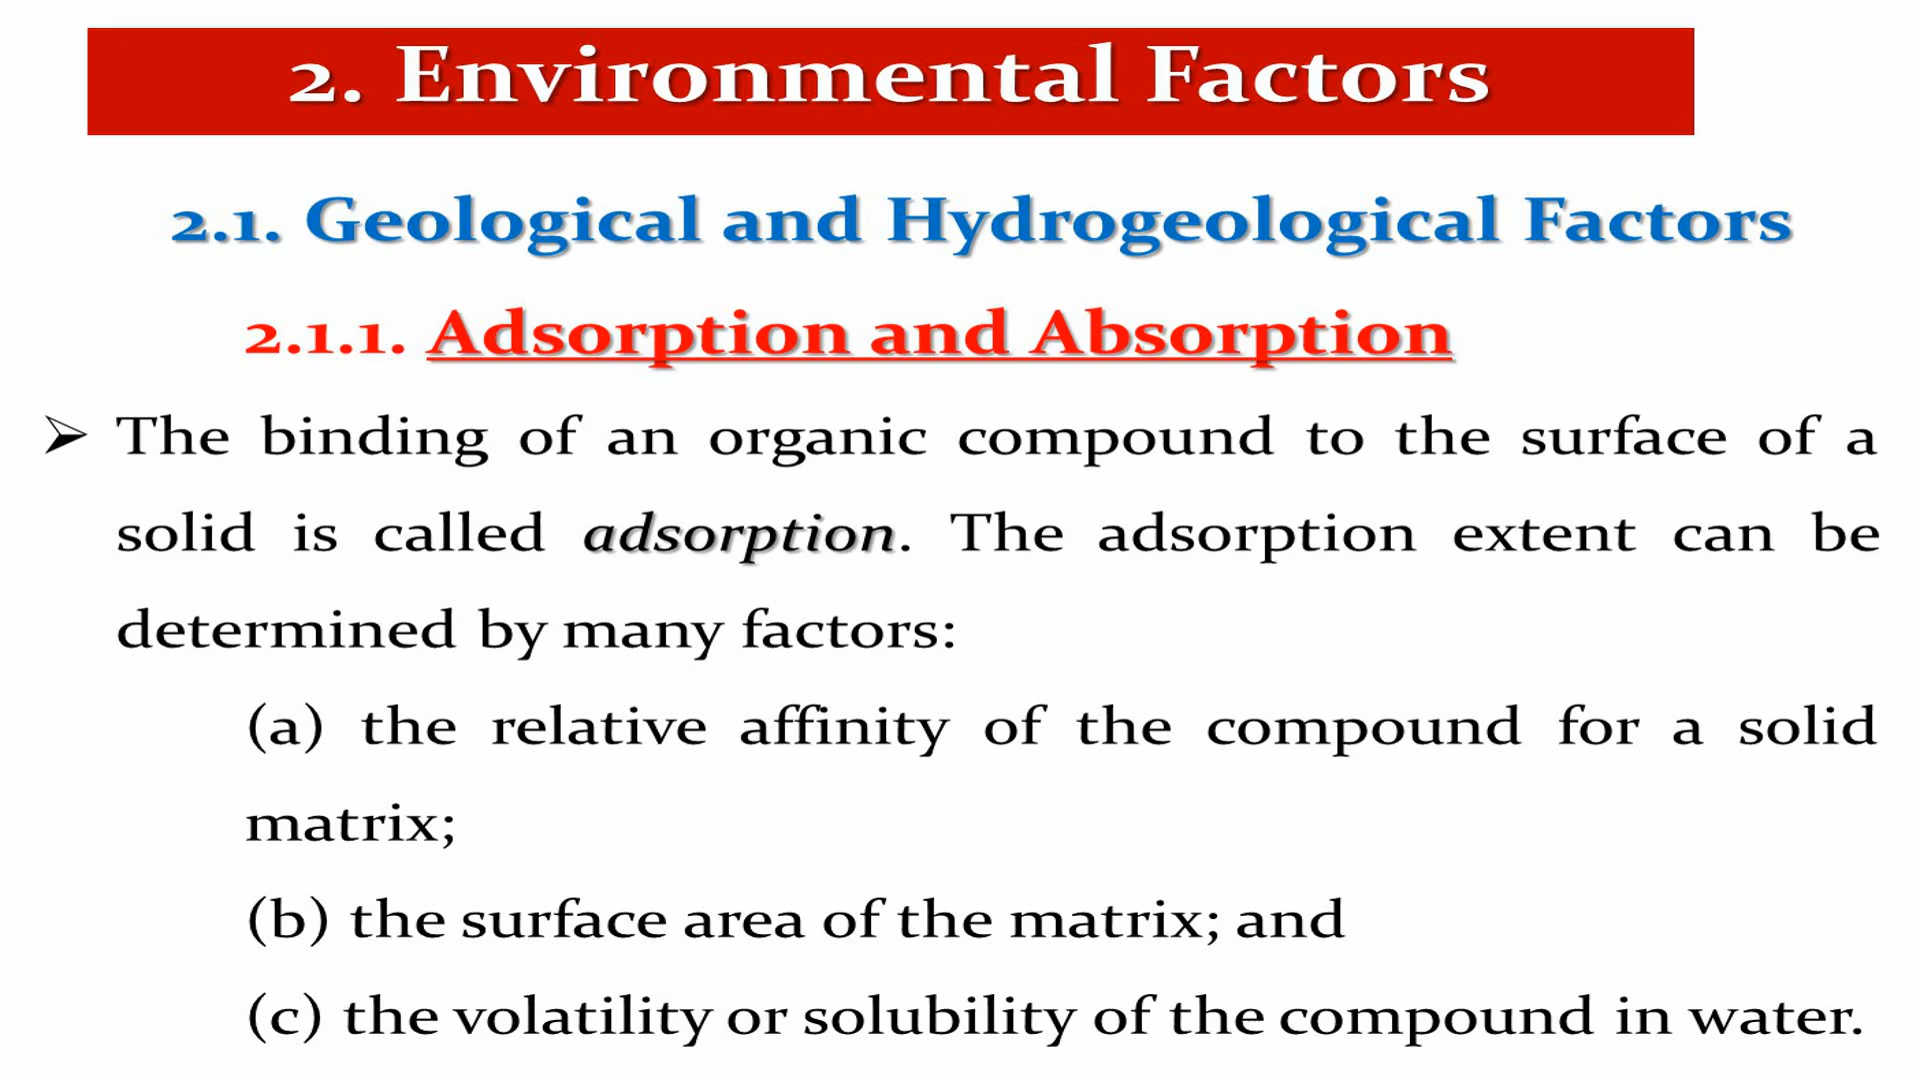 2. Environmental Factors
2.1. Geological and Hydrogeological Factors
2.1.1. Adsorption and Absorption
➢ The binding of an organic compound to the surface of a
solid is called adsorption. The adsorption extent can be
determined by many factors:
(a) the relative affinity of the compound for a solid
matrix;
(b) the surface area of the matrix; and
(c) the volatility or solubility of the compound in water.